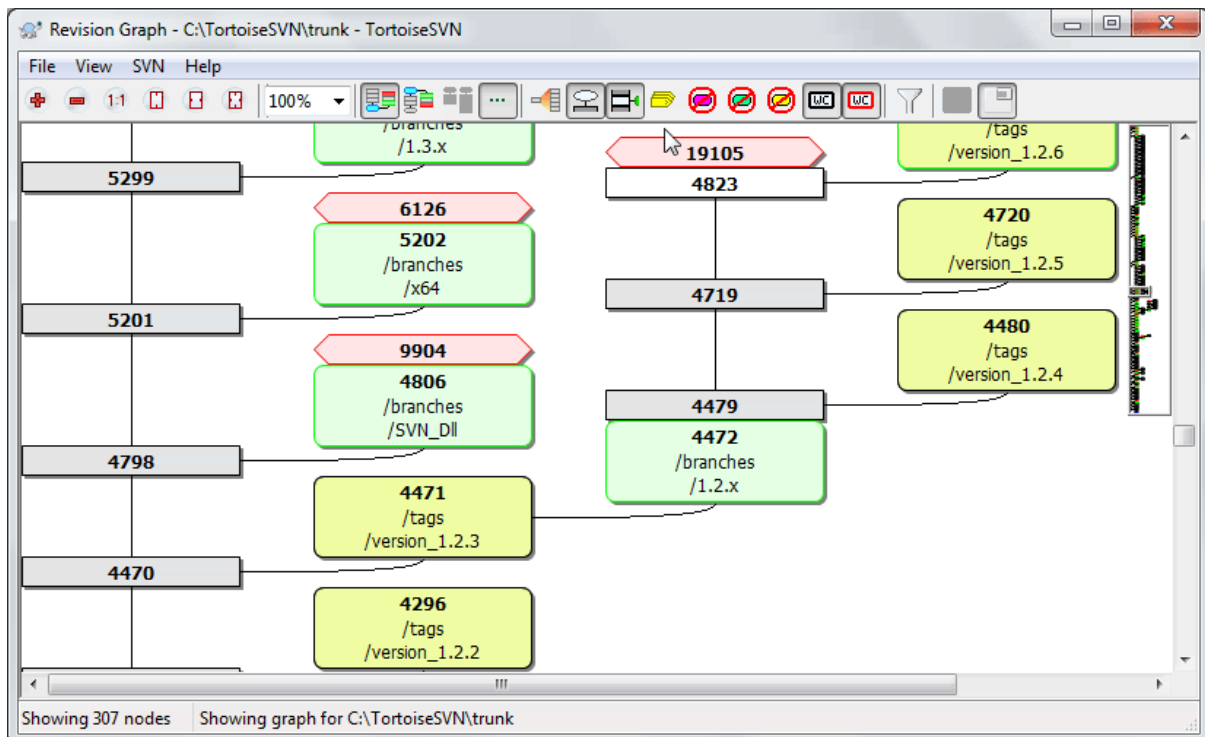 Revision Graph - C:\TortoiseSVN\trunk - TortoiseSVN
File View SVN Help
1:1 100% WC WC
/branches
/1.3.x
5299
6126
5202
/branches
/x64
5201
9904
4806
/branches
/SVN_Dll
4798
4471
/tags
/version_1.2.3
4470
4296
/tags
/version_1.2.2
19105
4823
4719
4479
4472
/branches
/1.2.x
/tags
/version_1.2.6
4720
/tags
/version_1.2.5
4480
/tags
/version_1.2.4
Showing 307 nodes Showing graph for C:\TortoiseSVN\trunk